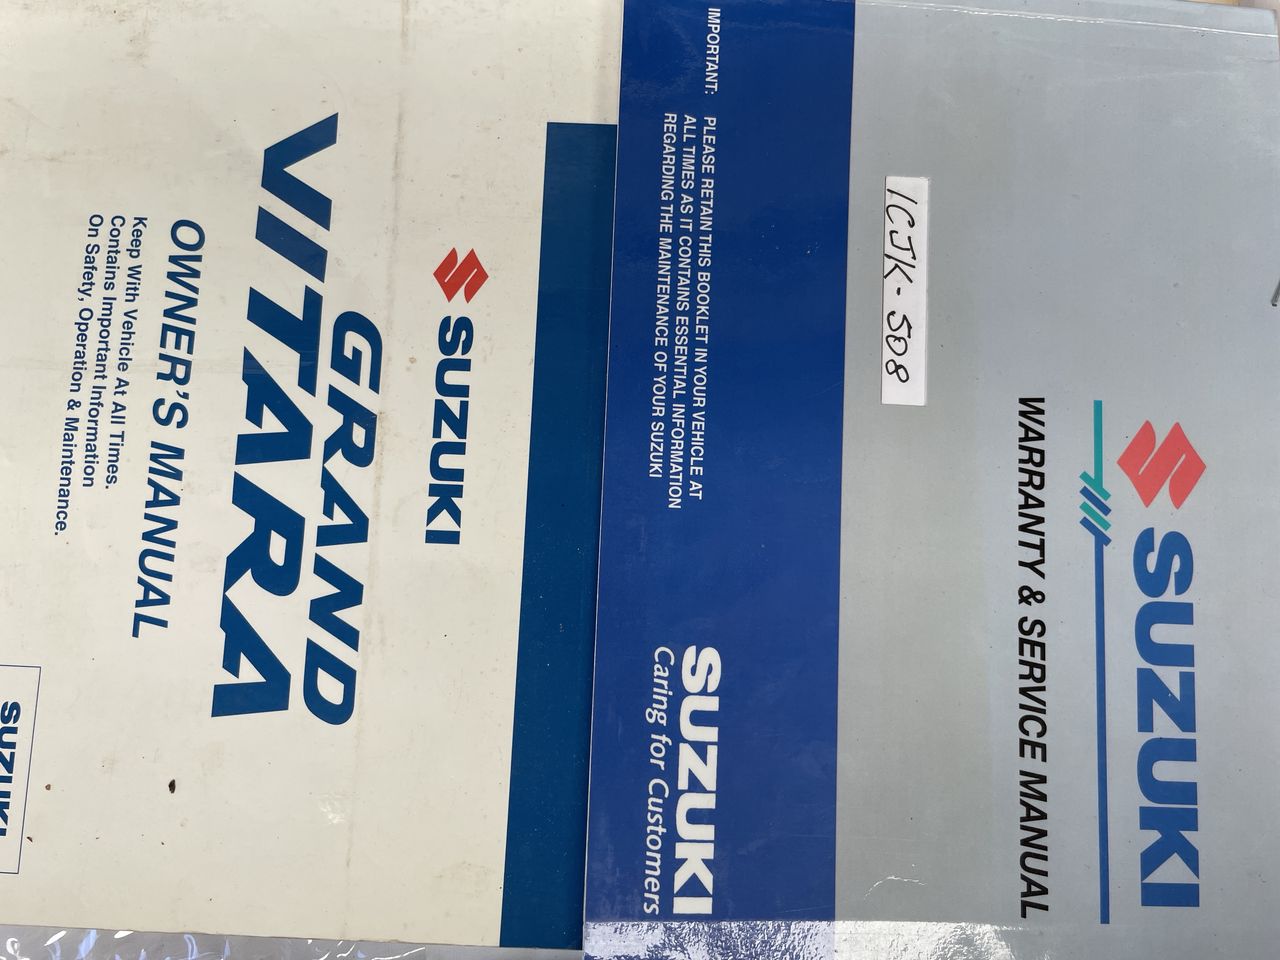 SUZUKI
GRAND
VITARA
OWNER'S MANUAL
Keep With Vehicle At All Times.
Contains Important Information
On Safety, Operation & Maintenance.
SUZUKI
SUZUKI
WARRANTY & SERVICE MANUAL
1CJK-508
IMPORTANT: PLEASE RETAIN THIS BOOKLET IN YOUR VEHICLE AT
ALL TIMES AS IT CONTAINS ESSENTIAL INFORMATION
REGARDING THE MAINTENANCE OF YOUR SUZUKI
SUZUKI
Caring for Customers